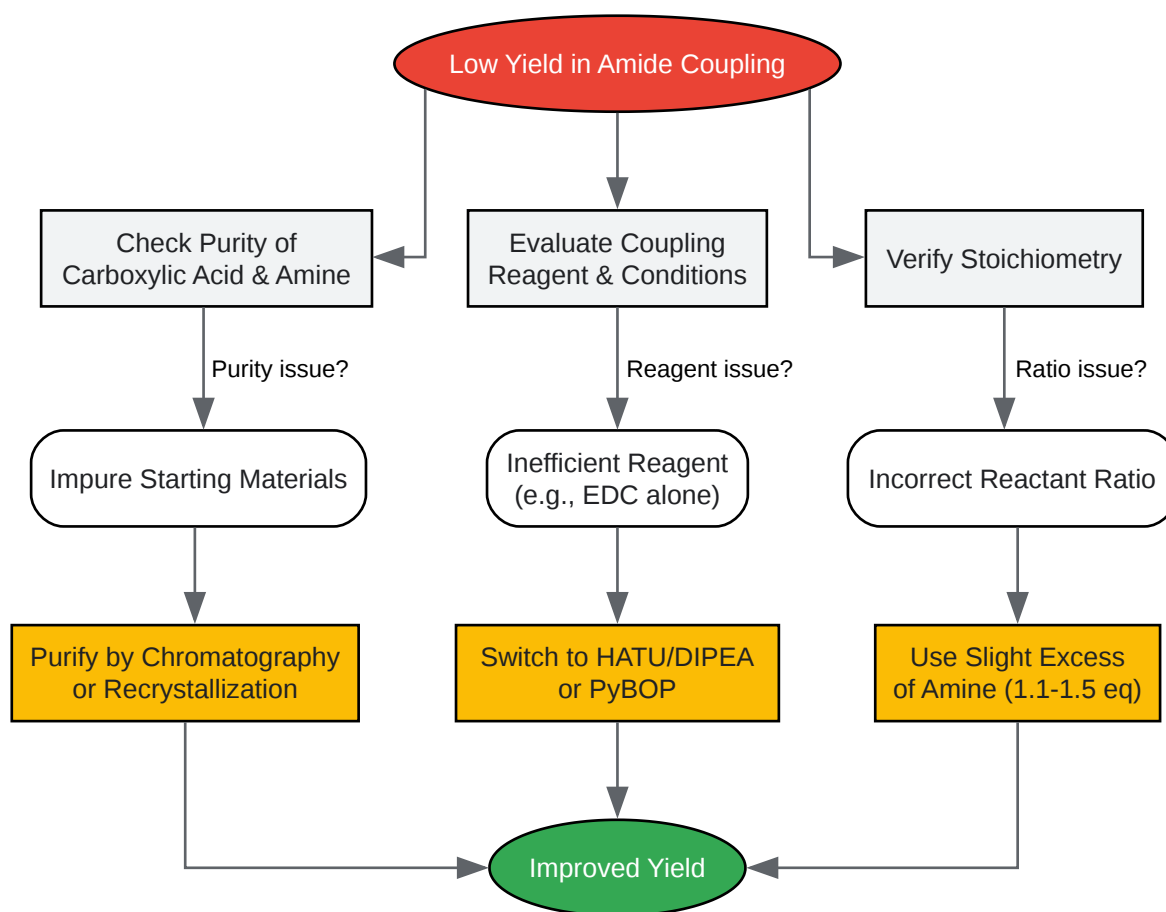 Low Yield in Amide Coupling
Check Purity of
Carboxylic Acid & Amine
Evaluate Coupling
Reagent & Conditions
Verify Stoichiometry
Purity issue?
Reagent issue?
Ratio issue?
Impure Starting Materials
Inefficient Reagent
(e.g., EDC alone)
Incorrect Reactant Ratio
Purify by Chromatography
or Recrystallization
Switch to HATU/DIPEA
or PyBOP
Use Slight Excess
of Amine (1.1-1.5 eq)
Improved Yield